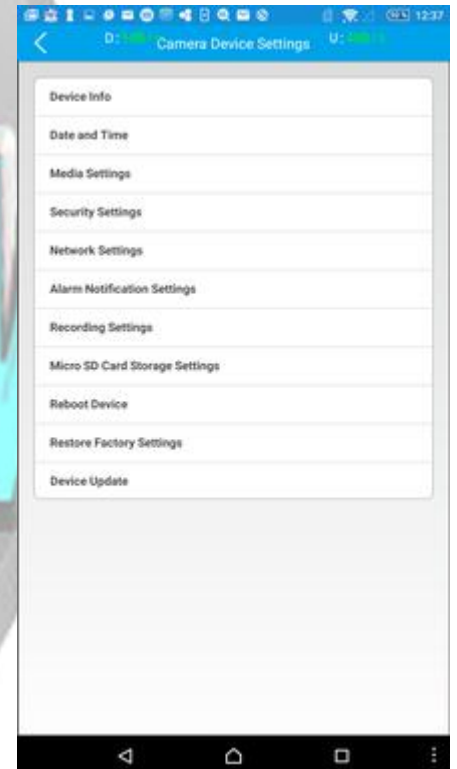 12:37
D:
Camera Device Settings
U:
Device Info
Date and Time
Media Settings
Security Settings
Network Settings
Alarm Notification Settings
Recording Settings
Micro SD Card Storage Settings
Reboot Device
Restore Factory Settings
Device Update